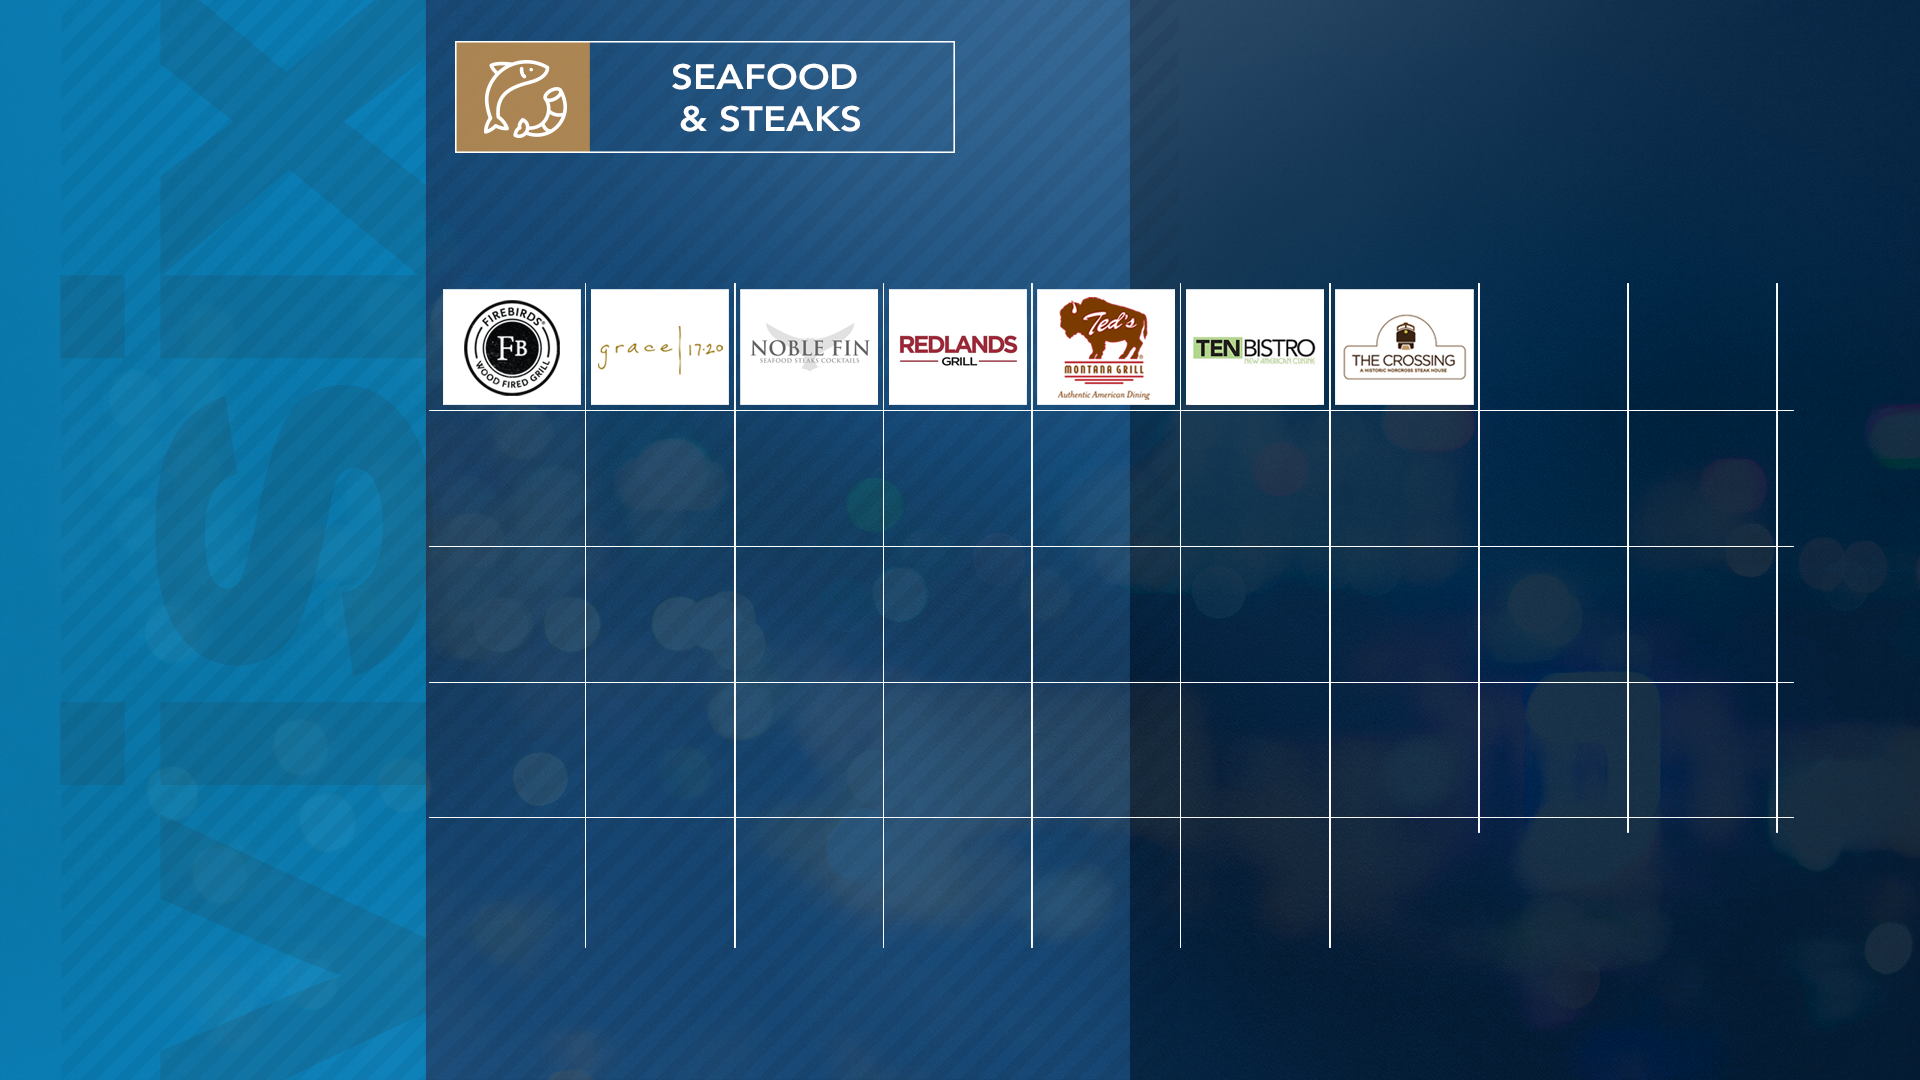 ViSiX
SEAFOOD
& STEAKS
FIREBIRDS®
FB
WOOD FIRED GRILL
grace | 17·20
NOBLE FIN
SEAFOOD STEAKS COCKTAILS
REDLANDS
GRILL
Ted's
MONTANA GRILL
Authentic American Dining
TEN BISTRO
NEW AMERICAN CUISINE
THE CROSSING
A HISTORIC NORCROSS STEAK HOUSE